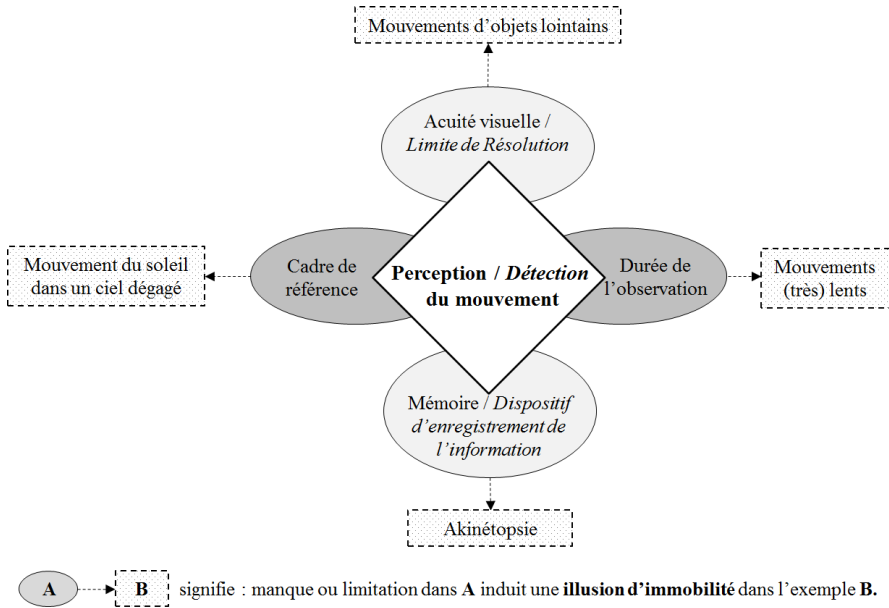 Mouvements d’objets lointains
Acuité visuelle /
Limite de Résolution
Mouvement du soleil
dans un ciel dégagé
Cadre de
référence
Perception / Détection
du mouvement
Durée de
l’observation
Mouvements
(très) lents
Mémoire / Dispositif
d’enregistrement de
l’information
Akinétopsie
A B signifie : manque ou limitation dans A induit une illusion d’immobilité dans l’exemple B.